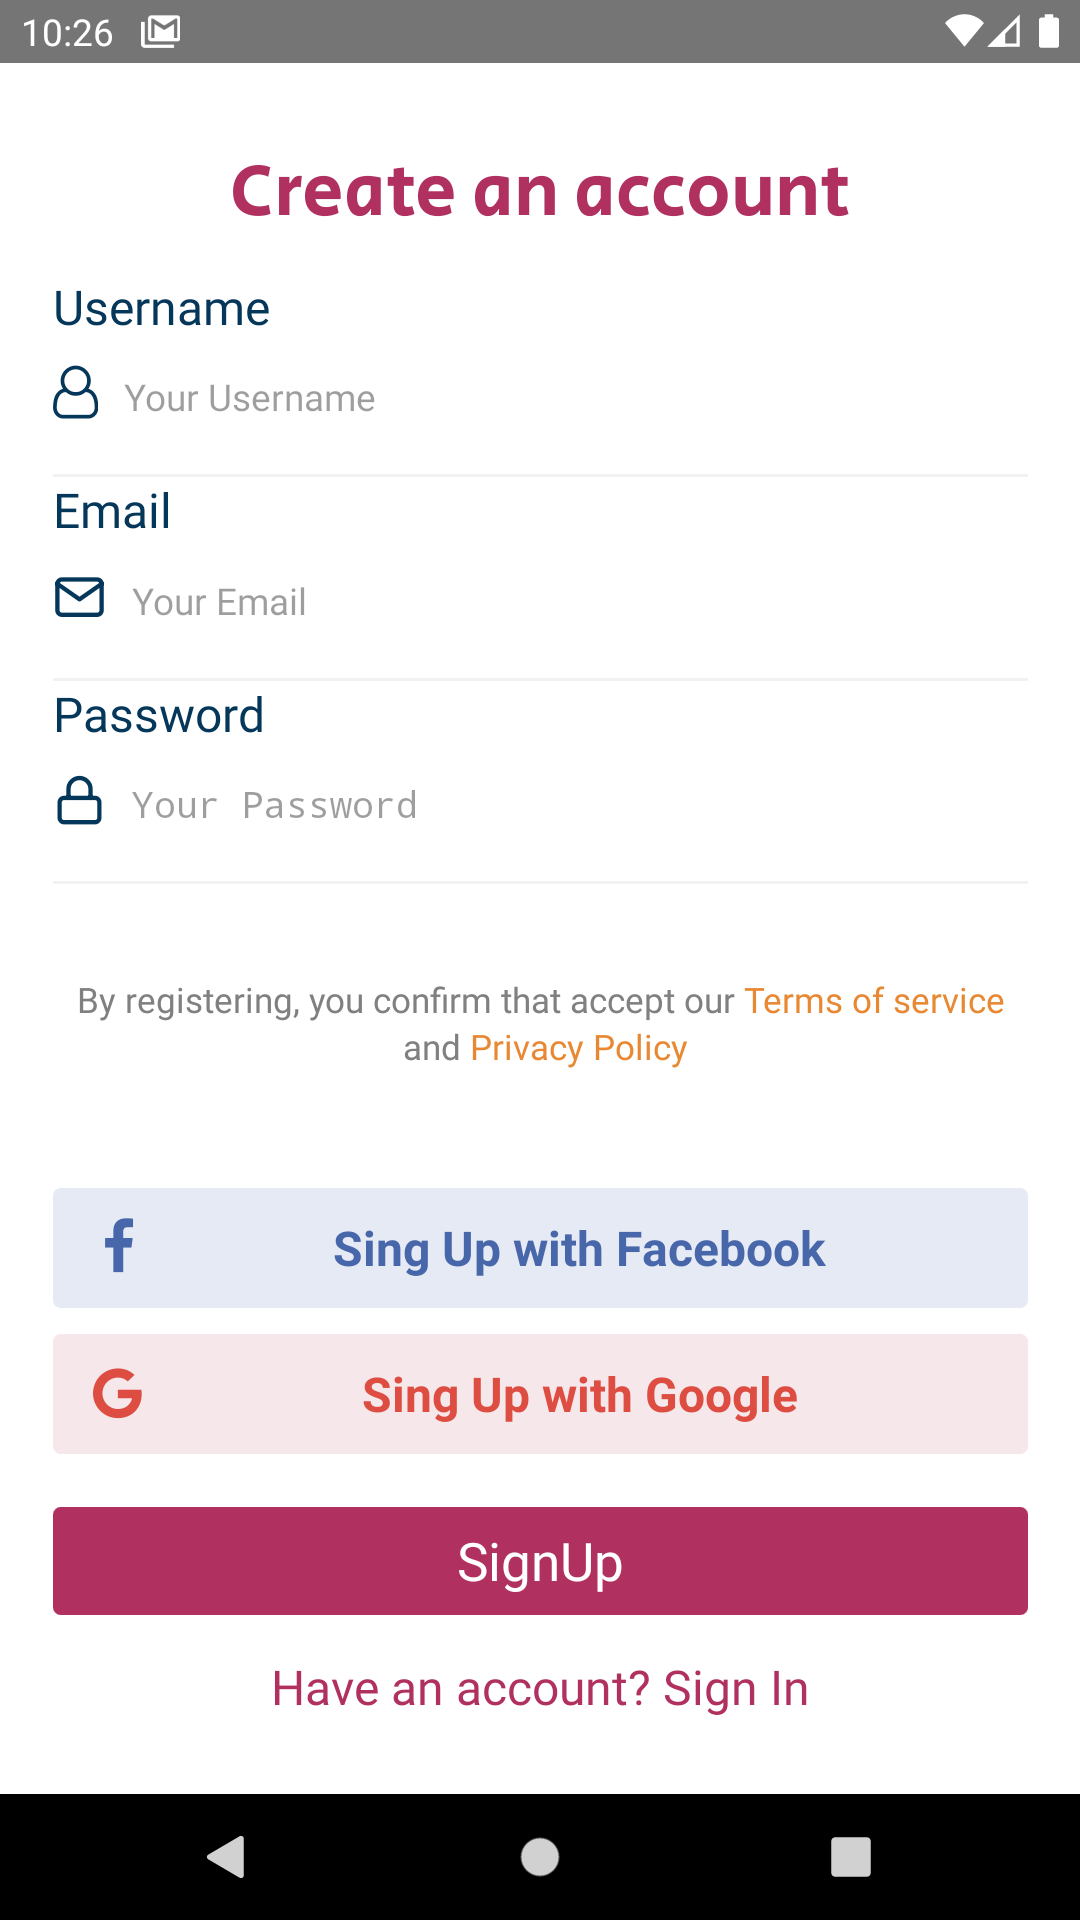 10:26
Create an account
Username
Your Username
Email
Your Email
Password
Your Password
By registering, you confirm that accept our Terms of service
and Privacy Policy
Sing Up with Facebook
Sing Up with Google
SignUp
Have an account? Sign In